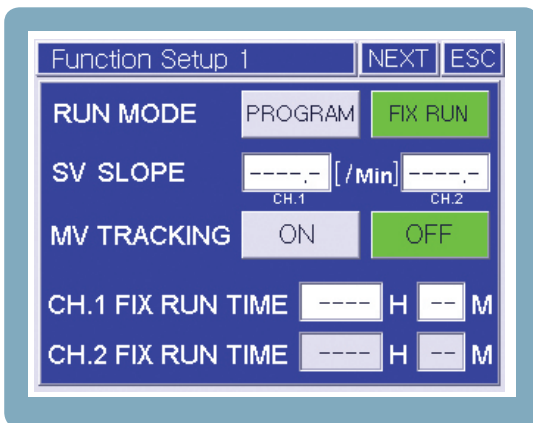 Function Setup 1 NEXT ESC
RUN MODE PROGRAM FIX RUN
SV SLOPE ----.- [/Min] ----.-
CH.1 CH.2
MV TRACKING ON OFF
CH.1 FIX RUN TIME ---- H -- M
CH.2 FIX RUN TIME ---- H -- M